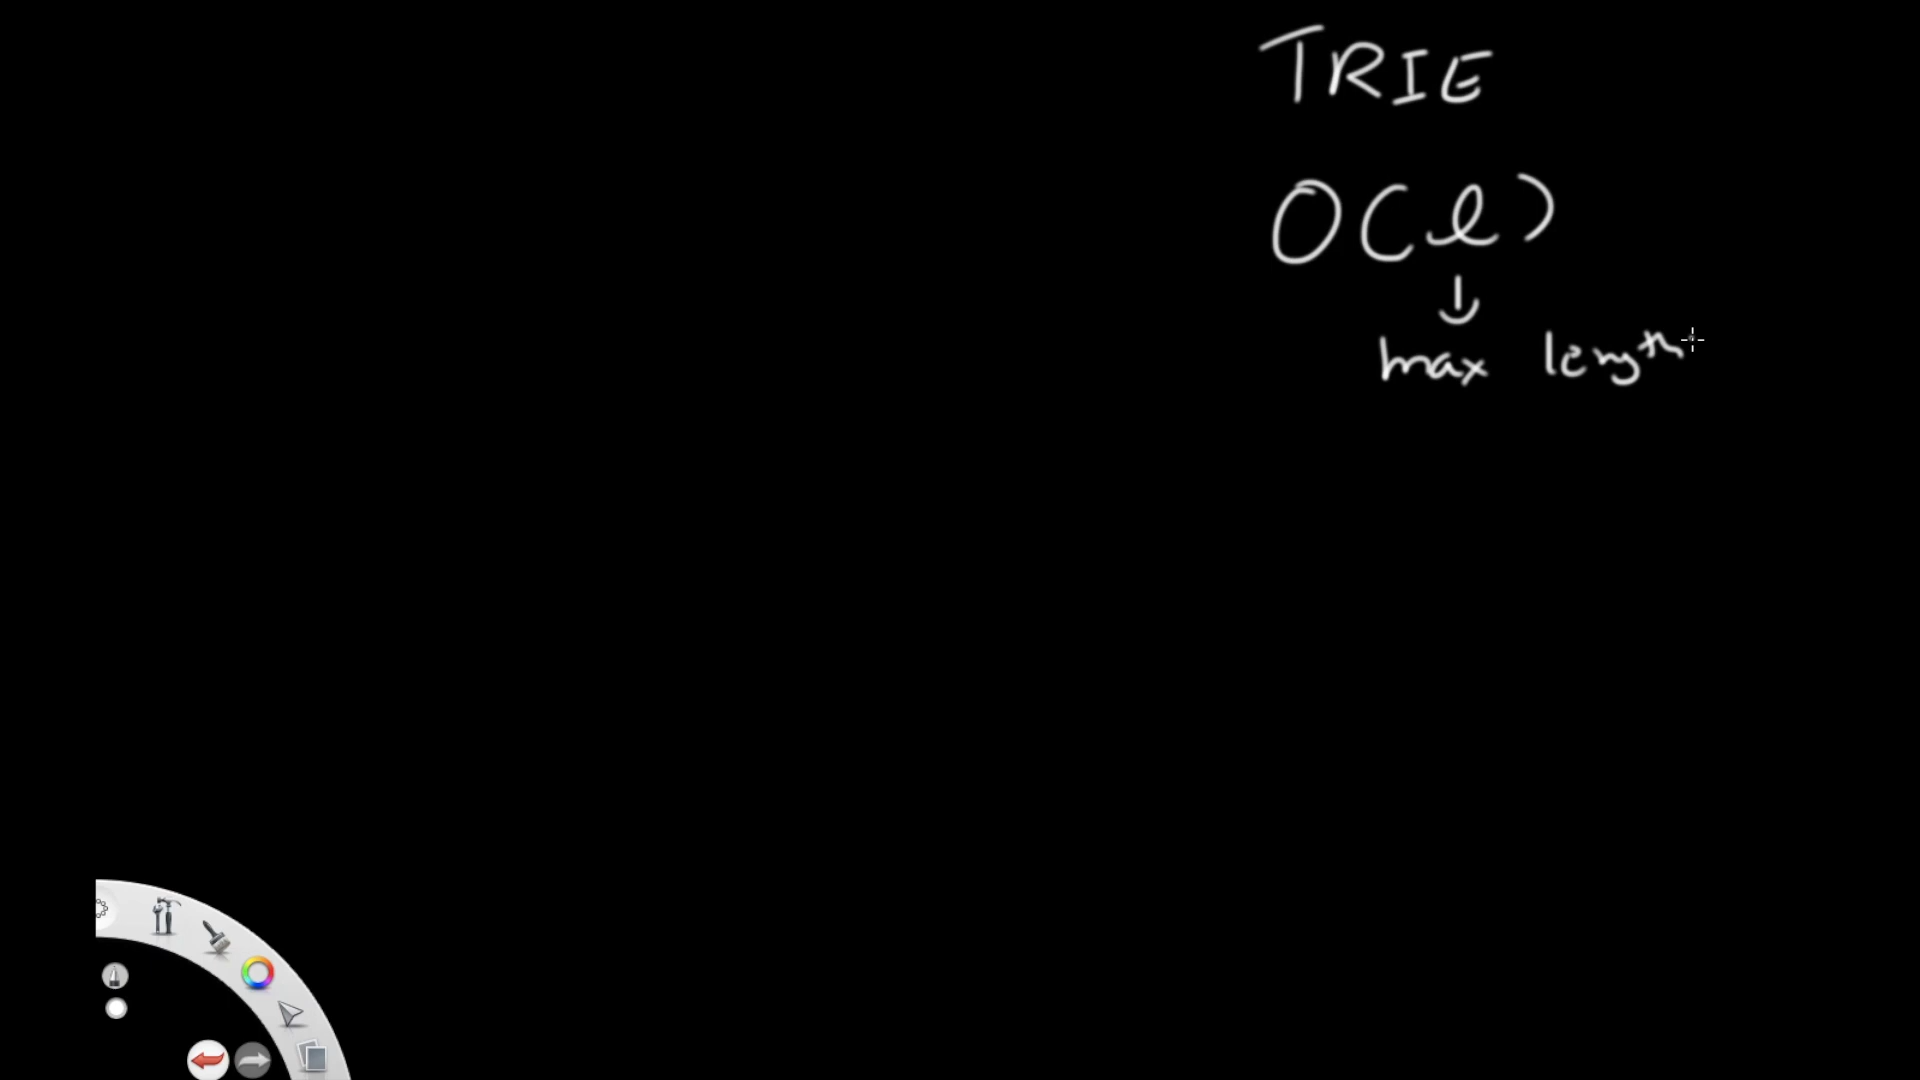 TRIE
O(l)
↓
max length